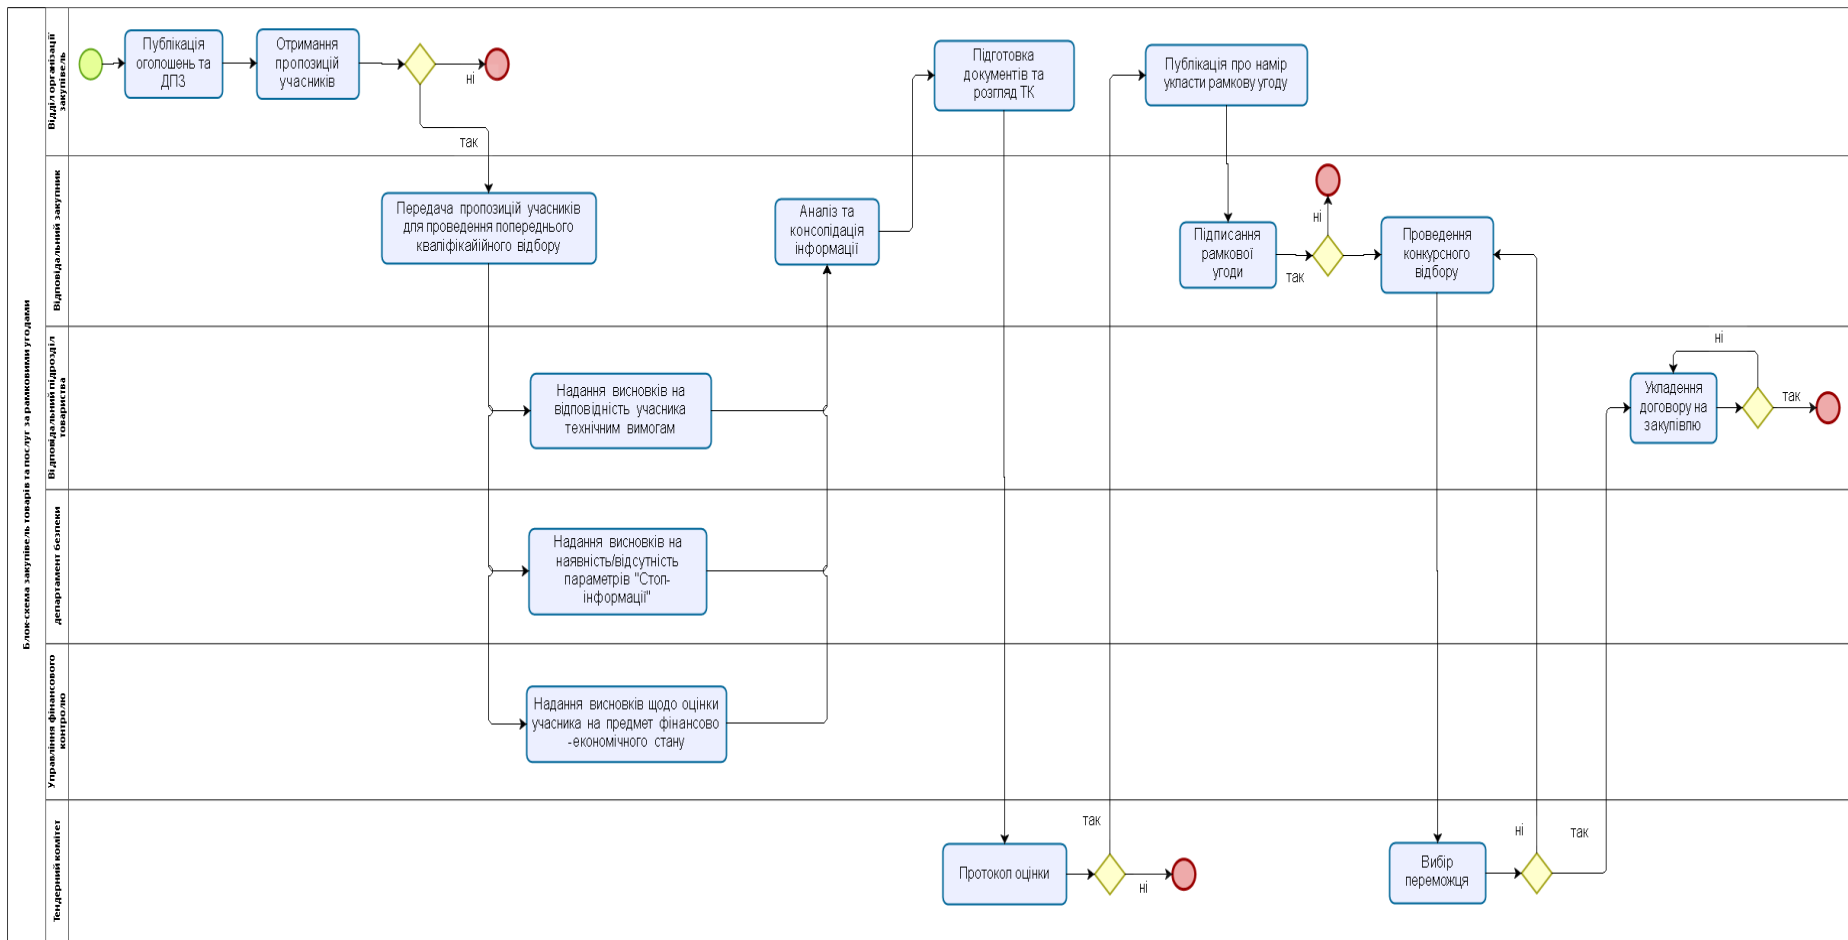 Блок-схема закупівель товарів та послуг за рамковими угодами
Відділ організації
закупівель
Публікація
оголошень та
ДПЗ
Отримання
пропозицій
учасників
ні
так
Підготовка
документів та
розгляд ТК
Публікація про намір
укласти рамкову угоду
Відповідальний закупник
Передача пропозицій учасників
для проведення попереднього
кваліфікайійного відбору
Аналіз та
консолідація
інформації
Підписання
рамкової
угоди
так
ні
Проведення
конкурсного
відбору
Відповідальний підрозділ
товариства
Надання висновків на
відповідність учасника
технічним вимогам
Укладення
договору на
закупівлю
ні
так
департамент безпеки
Надання висновків на
наявність/відсутність
параметрів "Стоп-
інформації"
Управління фінансового
контролю
Надання висновків щодо оцінки
учасника на предмет фінансово
-економічного стану
Тендерний комітет
Протокол оцінки
так
ні
Вибір
переможця
ні
так